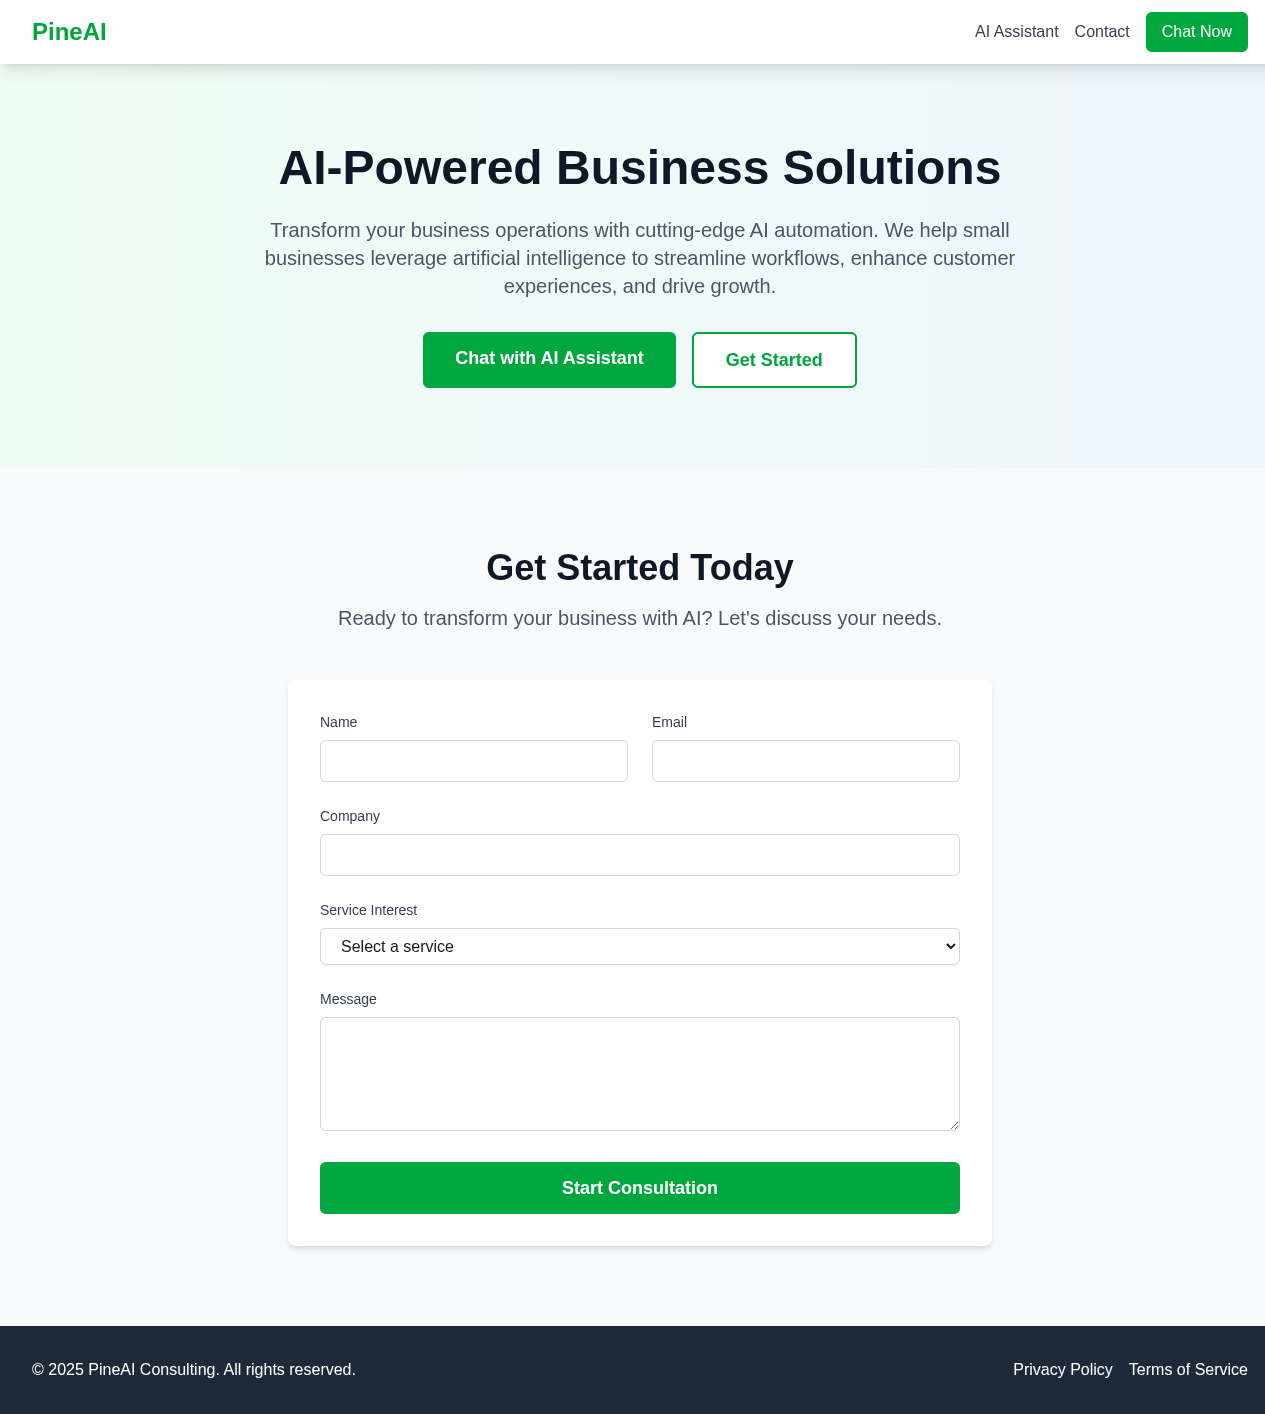 PineAI
AI Assistant
Contact
Chat Now
AI-Powered Business Solutions
Transform your business operations with cutting-edge AI automation. We help small
businesses leverage artificial intelligence to streamline workflows, enhance customer
experiences, and drive growth.
Chat with AI Assistant
Get Started
Get Started Today
Ready to transform your business with AI? Let's discuss your needs.
Name
Email
Company
Service Interest
Select a service
Message
Start Consultation
© 2025 PineAI Consulting. All rights reserved.
Privacy Policy
Terms of Service